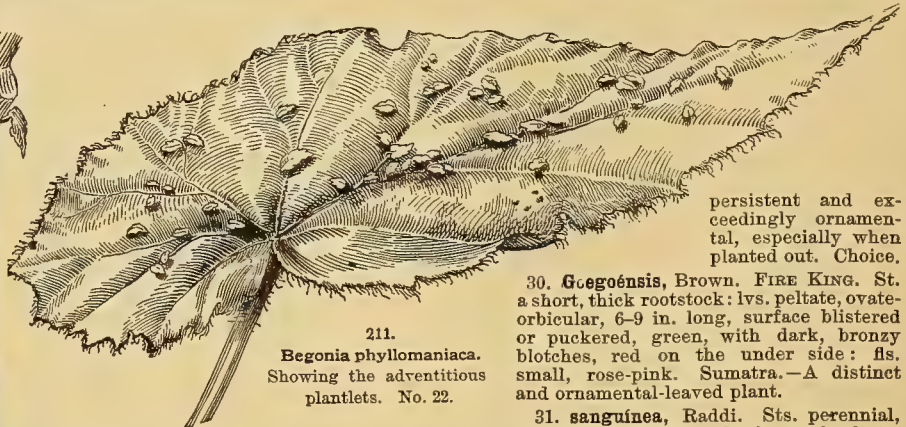 211.
Begonia phyllomaniaca.
Showing the adventitious
plantlets. No. 22.
persistent and ex-
ceedingly ornamen-
tal, especially when
planted out. Choice.
30. Gœgoénsis, Brown. FIRE KING. St.
a short, thick rootstock: lvs. peltate, ovate-
orbicular, 6–9 in. long, surface blistered
or puckered, green, with dark, bronzy
blotches, red on the under side: fls.
small, rose-pink. Sumatra.—A distinct
and ornamental-leaved plant.
31. sanguínea, Raddi. Sts. perennial,